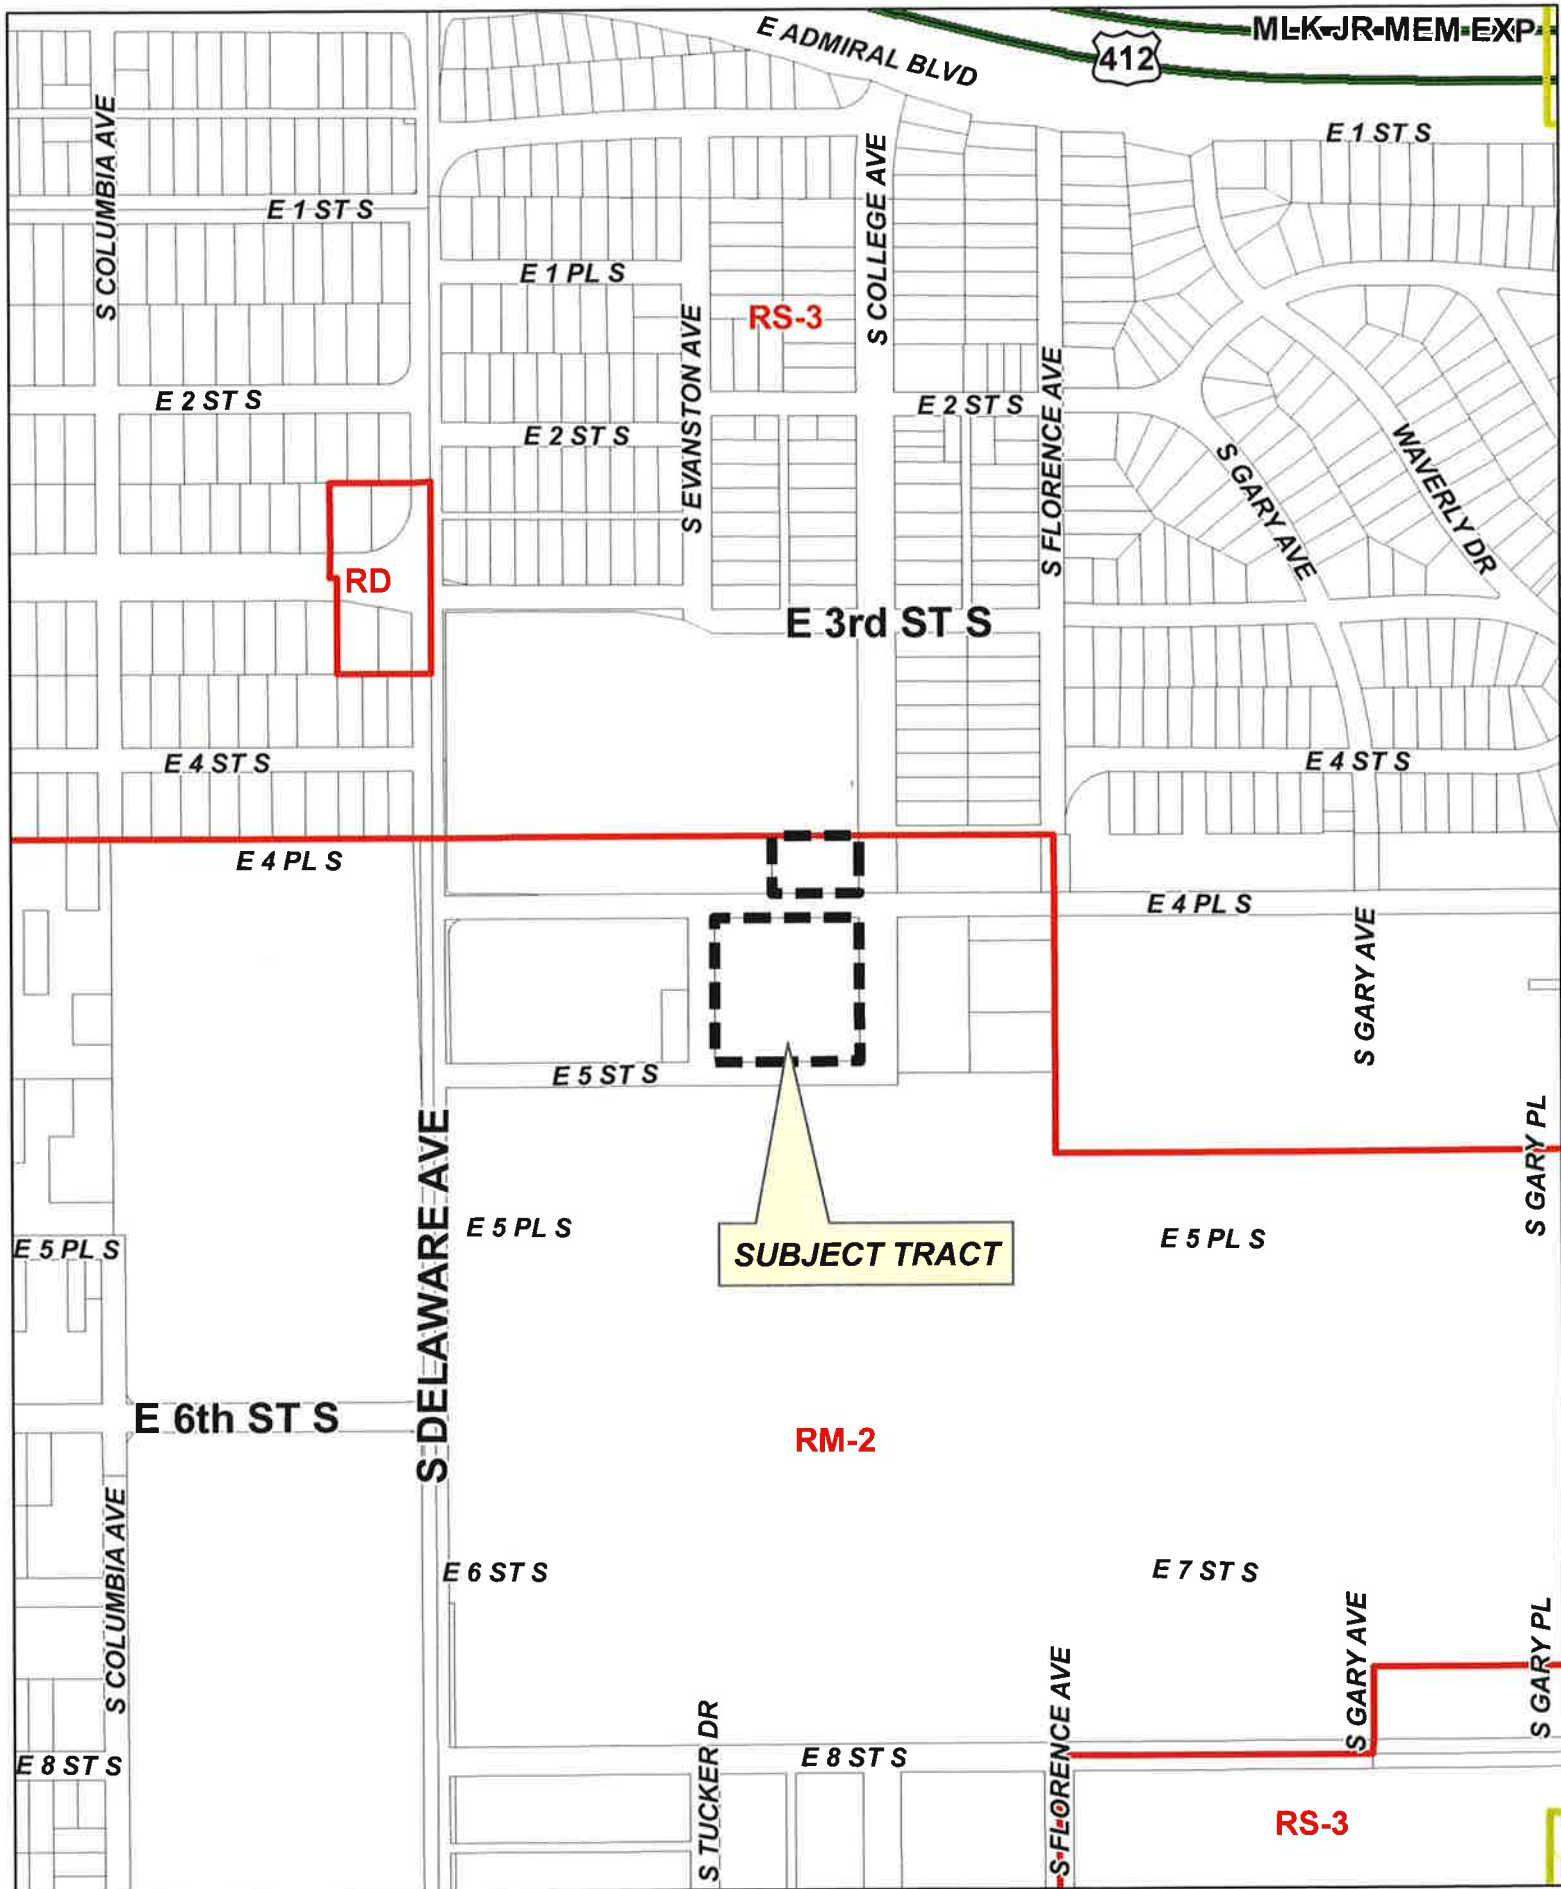 E ADMIRAL BLVD
412
MLK-JR-MEM-EXP
S COLUMBIA AVE
E 1 ST S
E 1 ST S
S COLLEGE AVE
E 1 PL S
RS-3
S EVANSTON AVE
S FLORENCE AVE
E 2 ST S
E 2 ST S
E 2 ST S
S GARY AVE
WAVERLY DR
RD
E 3rd ST S
E 4 ST S
E 4 ST S
E 4 PL S
E 4 PL S
S GARY AVE
E 5 ST S
S GARY PL
S DELAWARE AVE
E 5 PL S
E 5 PL S
E 5 PL S
SUBJECT TRACT
E 6th ST S
RM-2
S COLUMBIA AVE
E 6 ST S
E 7 ST S
S GARY AVE
S GARY PL
S FLORENCE AVE
S TUCKER DR
E 8 ST S
E 8 ST S
RS-3